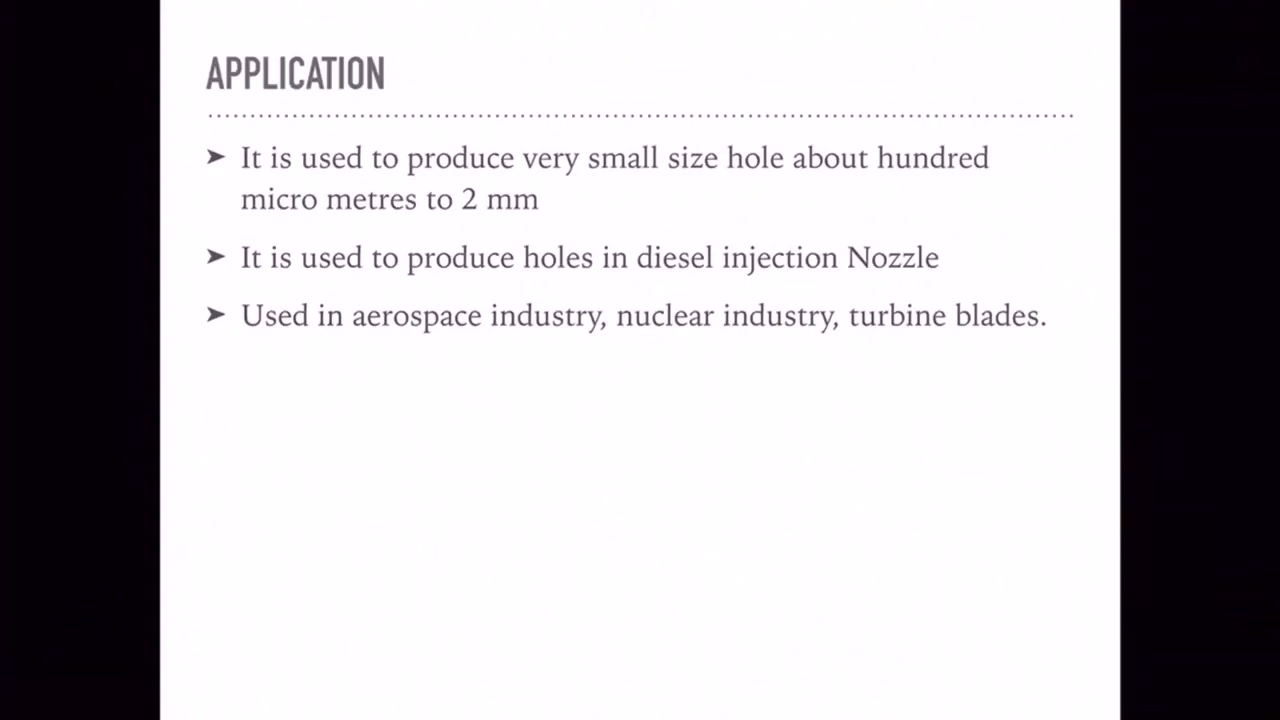 APPLICATION
➤ It is used to produce very small size hole about hundred
micro metres to 2 mm
➤ It is used to produce holes in diesel injection Nozzle
➤ Used in aerospace industry, nuclear industry, turbine blades.